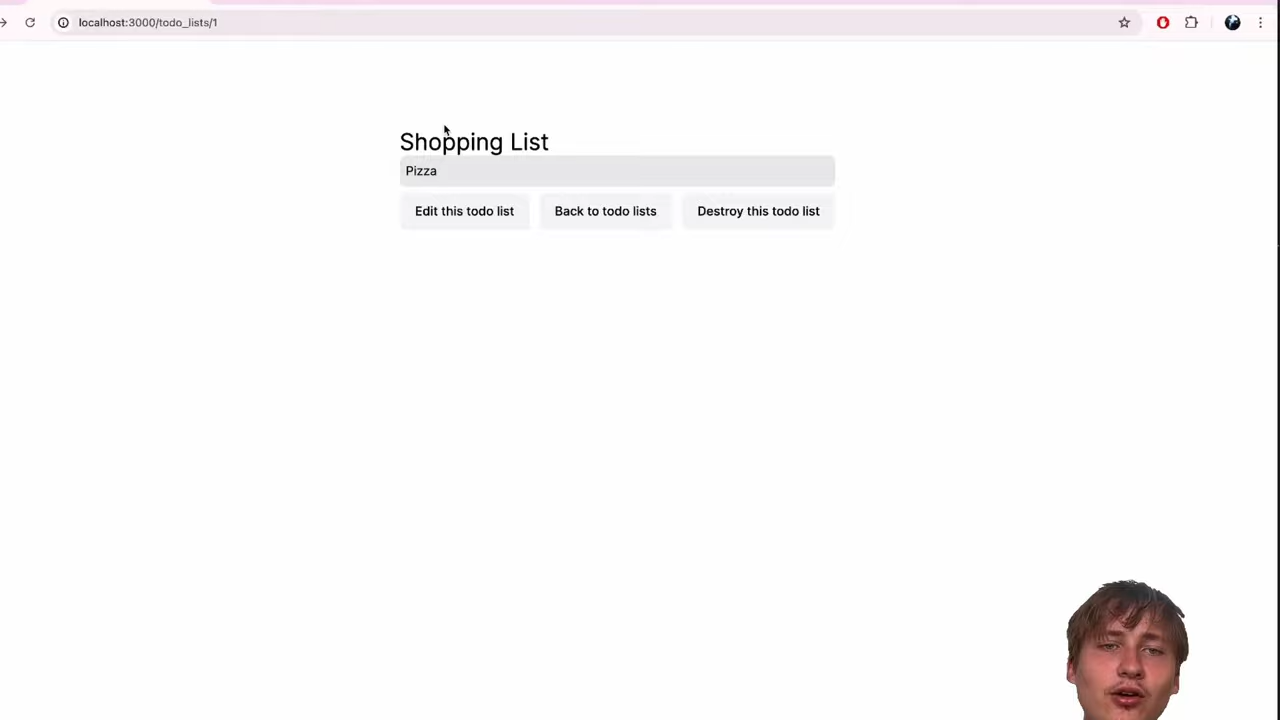 localhost:3000/todo_lists/1
Shopping List
Pizza
Edit this todo list Back to todo lists Destroy this todo list